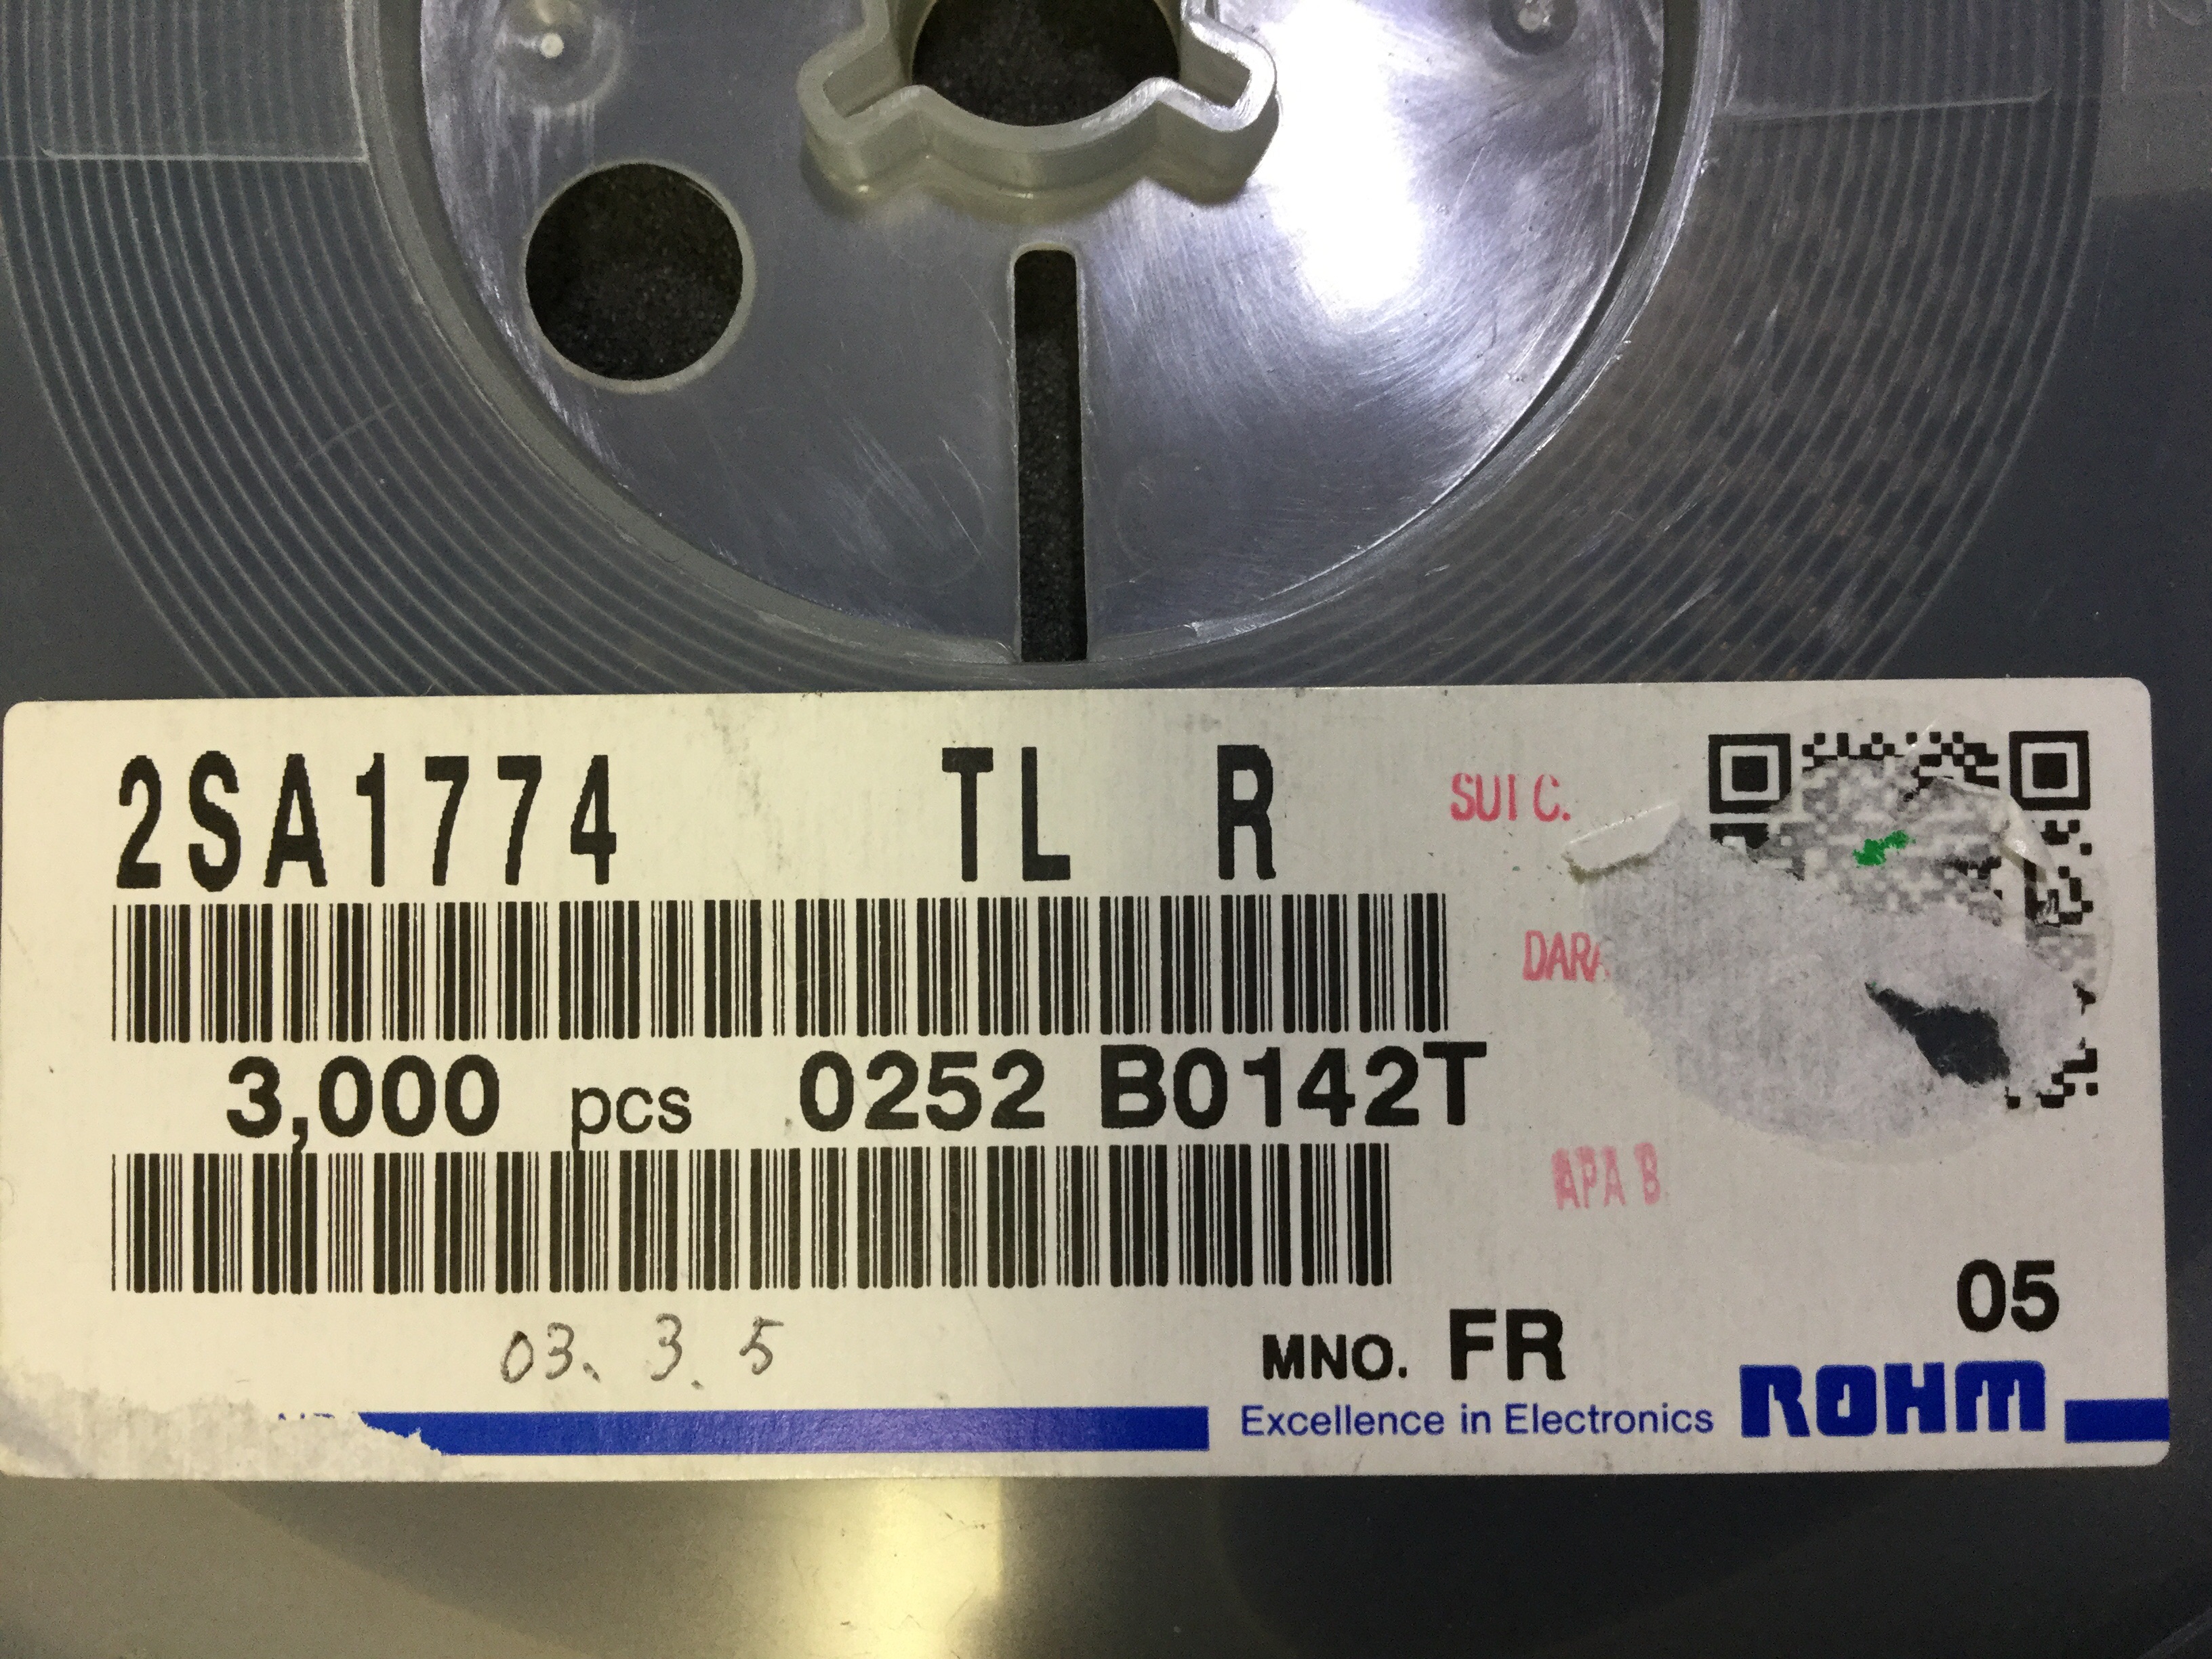 2SA1774 TL R
SUI C.
3,000 pcs 0252 B0142T
APA B
05
03. 3. 5
MNO. FR
Excellence in Electronics ROHM